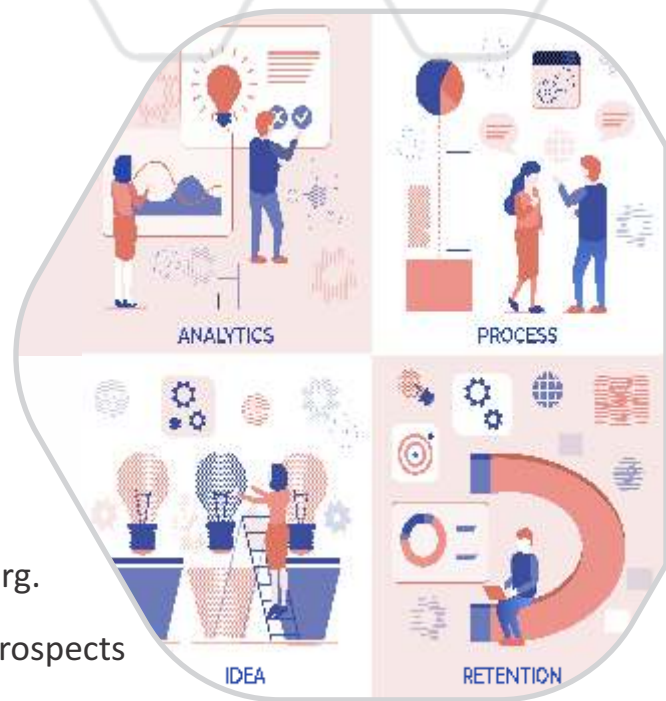 ANALYTICS
PROCESS
rg.
rospects
IDEA
RETENTION